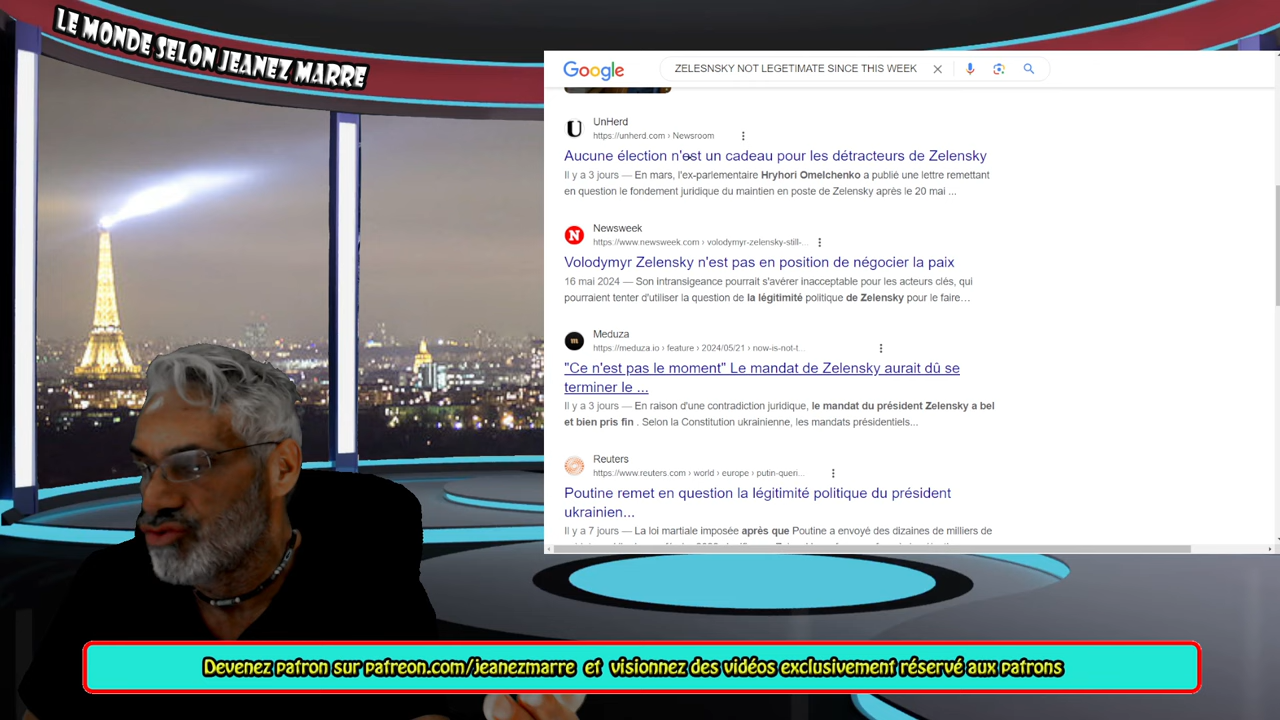 LE MONDE SELON JEANEZ MARRE
Google
ZELESNSKY NOT LEGETIMATE SINCE THIS WEEK
U
UnHerd
https://unherd.com › Newsroom
Aucune élection n'est un cadeau pour les détracteurs de Zelensky
Il y a 3 jours — En mars, l'ex-parlementaire Hryhori Omelchenko a publié une lettre remettant
en question le fondement juridique du maintien en poste de Zelensky après le 20 mai ...
N
Newsweek
https://www.newsweek.com › volodymyr-zelensky-still-...
Volodymyr Zelensky n'est pas en position de négocier la paix
16 mai 2024 — Son intransigeance pourrait s'avérer inacceptable pour les acteurs clés, qui
pourraient tenter d'utiliser la question de la légitimité politique de Zelensky pour le faire…
m
Meduza
https://meduza.io › feature › 2024/05/21 › now-is-not-t...
"Ce n'est pas le moment" Le mandat de Zelensky aurait dû se
terminer le ...
Il y a 3 jours — En raison d'une contradiction juridique, le mandat du président Zelensky a bel
et bien pris fin . Selon la Constitution ukrainienne, les mandats présidentiels...
Reuters
https://www.reuters.com › world › europe › putin-quen...
Poutine remet en question la légitimité politique du président
ukrainien...
Il y a 7 jours — La loi martiale imposée après que Poutine a envoyé des dizaines de milliers de
Devenez patron sur patreon.com/jeanezmarre et visionnez des vidéos exclusivement réservé aux patrons